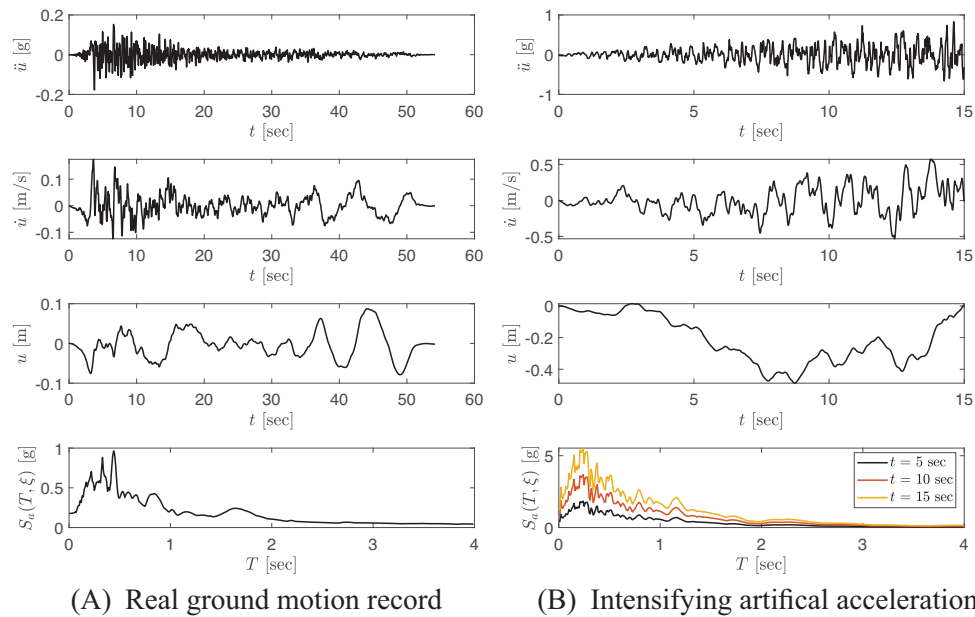 0.2
0
-0.2
ü [g]
0 10 20 30 40 50 60
t [sec]
1
0
-1
ü [g]
0 5 10 15
t [sec]
0.1
0
-0.1
u̇ [m/s]
0 10 20 30 40 50 60
t [sec]
0.5
0
-0.5
u̇ [m/s]
0 5 10 15
t [sec]
0.1
0
-0.1
u [m]
0 10 20 30 40 50 60
t [sec]
0
-0.2
-0.4
u [m]
0 5 10 15
t [sec]
1
0.5
0
Sₐ(T, ξ) [g]
0 1 2 3 4
T [sec]
5
0
Sₐ(T, ξ) [g]
t = 5 sec
t = 10 sec
t = 15 sec
0 1 2 3 4
T [sec]
(A) Real ground motion record
(B) Intensifying artifical acceleration